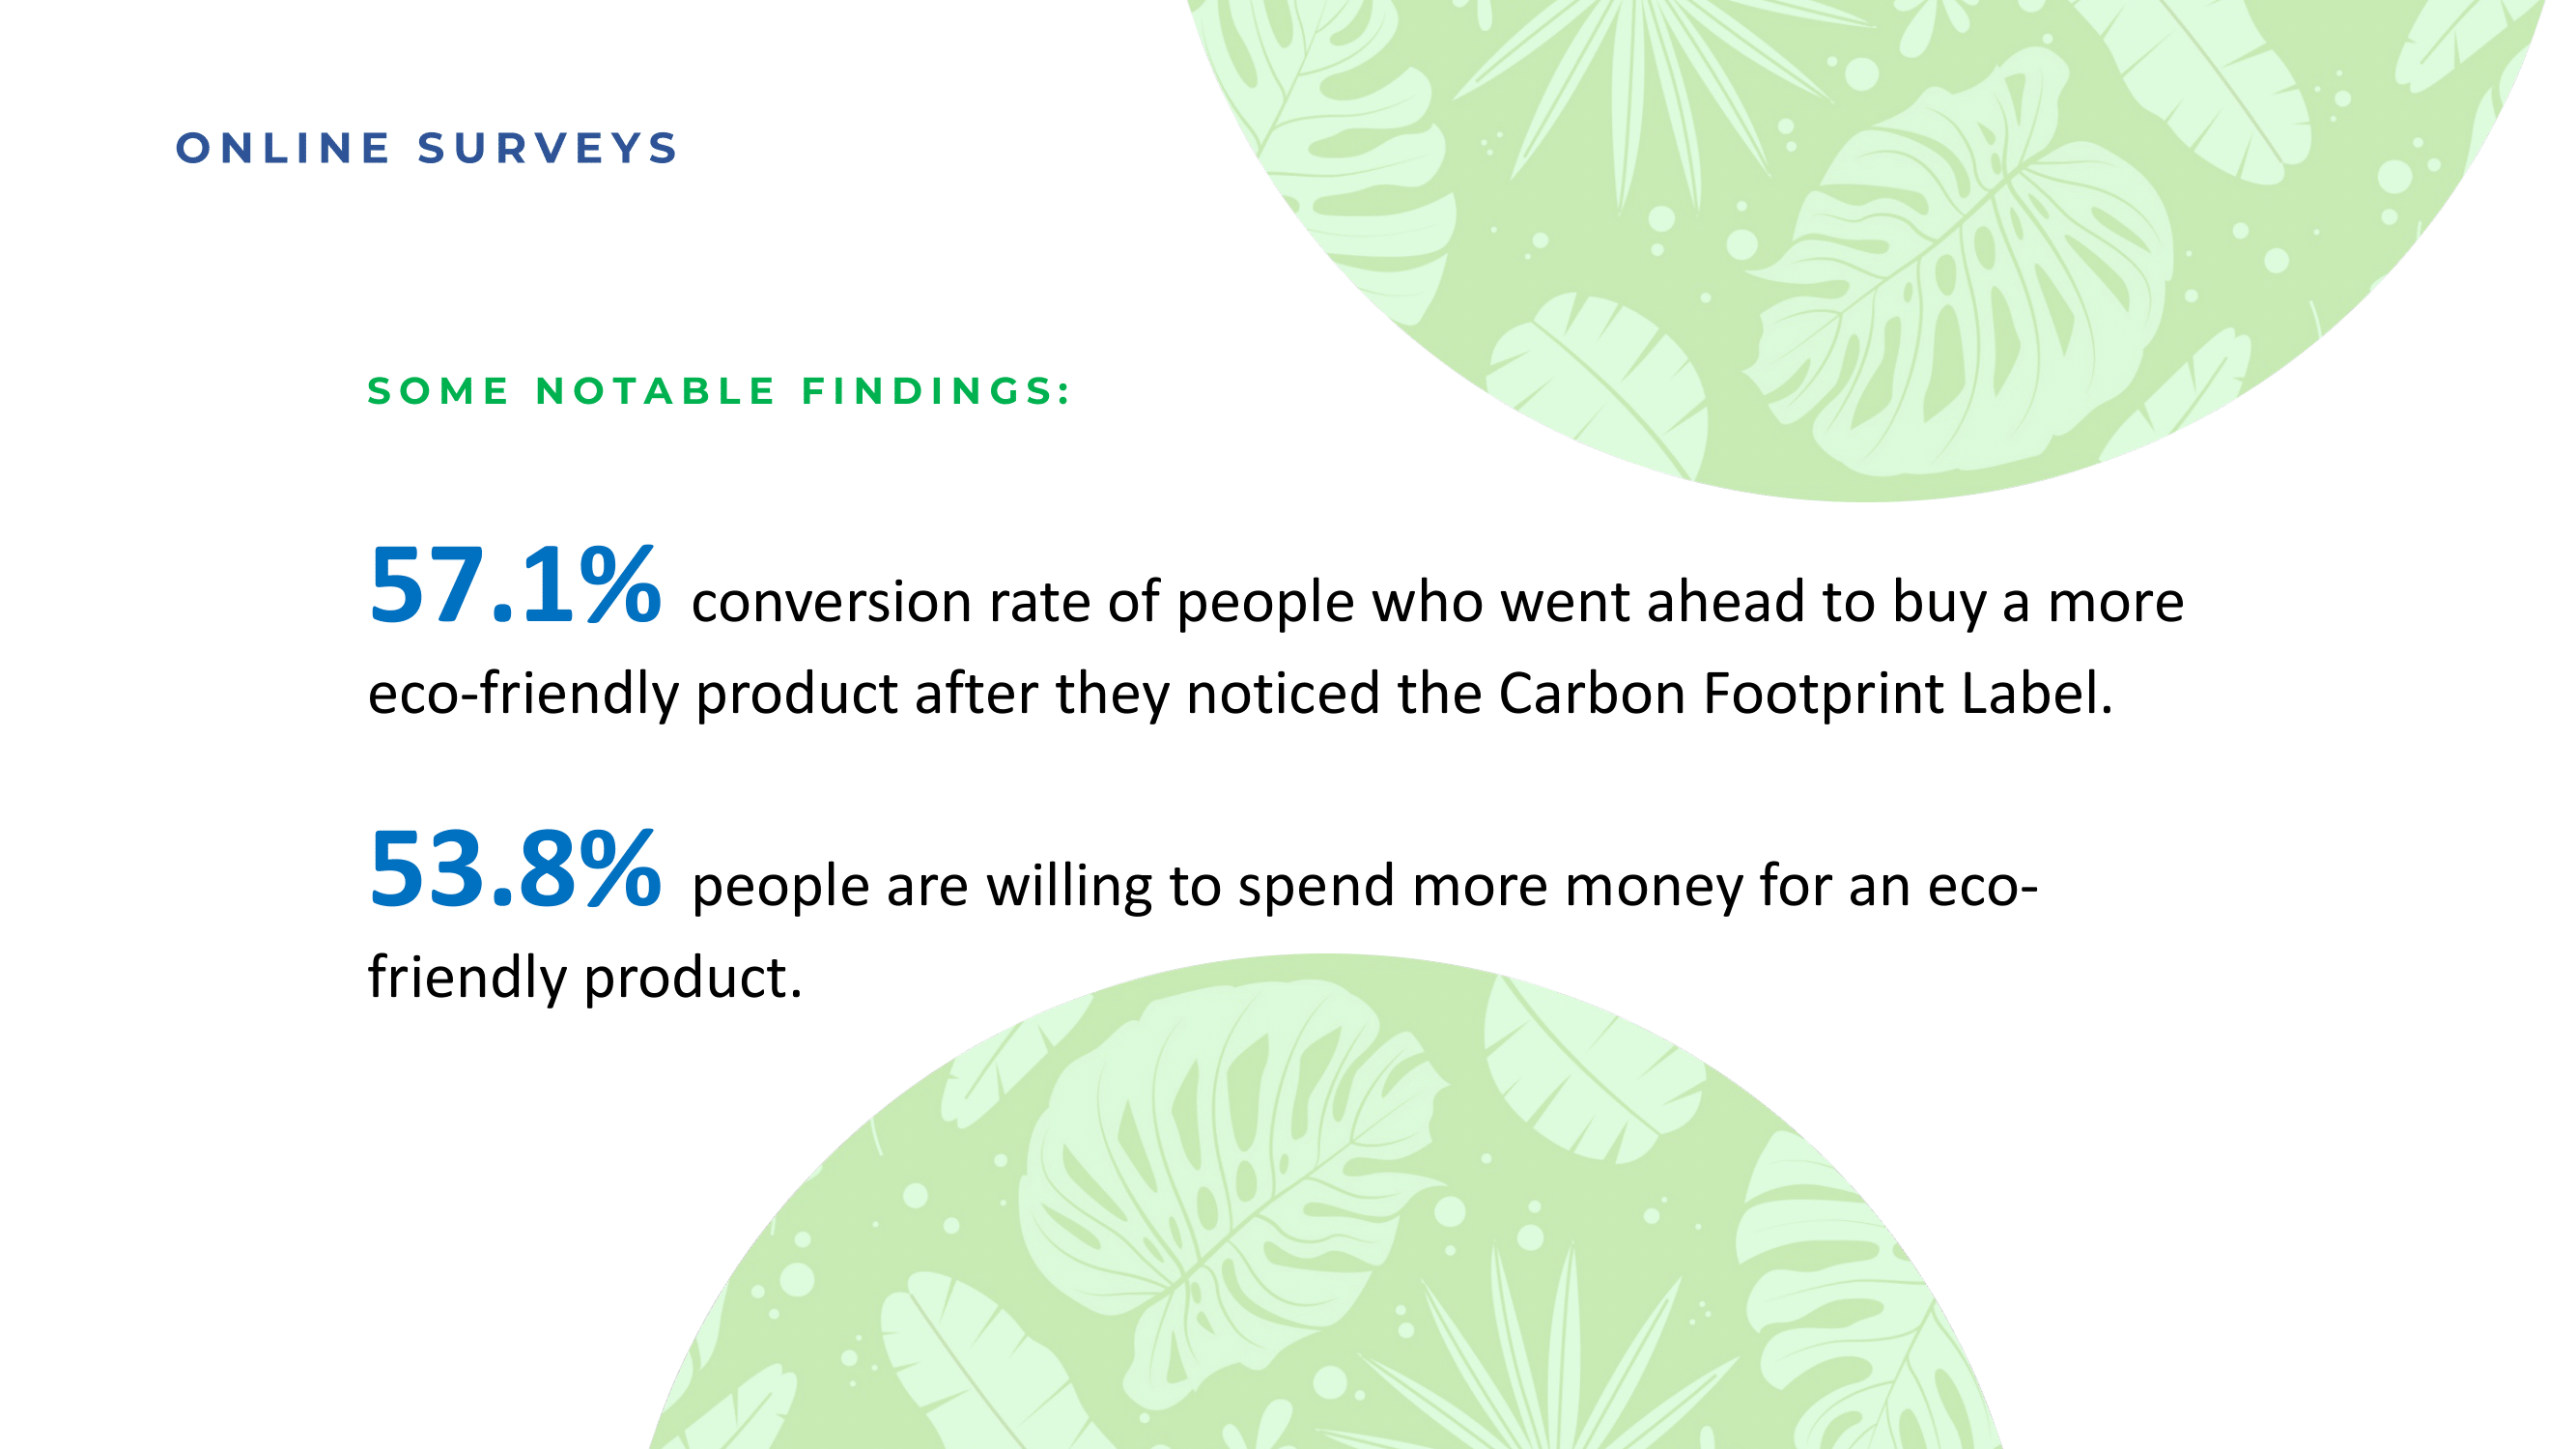 ONLINE SURVEYS
SOME NOTABLE FINDINGS:
57.1% conversion rate of people who went ahead to buy a more
eco-friendly product after they noticed the Carbon Footprint Label.
53.8% people are willing to spend more money for an eco-
friendly product.